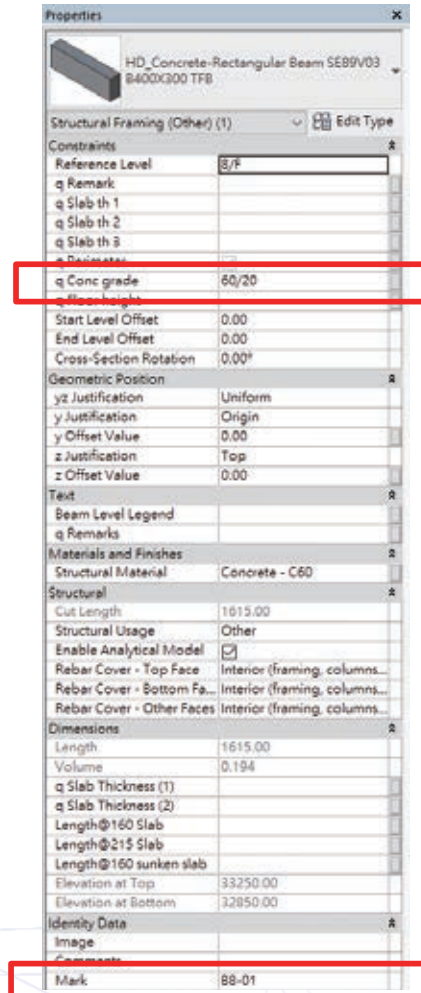 Properties x
HD_Concrete-Rectangular Beam SE89V03
B400X300 TFB
Structural Framing (Other) (1) Edit Type
Constraints
Reference Level 8/F
q Remark
q Slab th 1
q Slab th 2
q Slab th 3
q Perimeter
q Conc grade 60/20
q floor height
Start Level Offset 0.00
End Level Offset 0.00
Cross-Section Rotation 0.00°
Geometric Position
yz Justification Uniform
y Justification Origin
y Offset Value 0.00
z Justification Top
z Offset Value 0.00
Text
Beam Level Legend
q Remarks
Materials and Finishes
Structural Material Concrete - C60
Structural
Cut Length 1615.00
Structural Usage Other
Enable Analytical Model
Rebar Cover - Top Face Interior (framing, columns...
Rebar Cover - Bottom Fa... Interior (framing, columns...
Rebar Cover - Other Faces Interior (framing, columns...
Dimensions
Length 1615.00
Volume 0.194
q Slab Thickness (1)
q Slab Thickness (2)
Length@160 Slab
Length@215 Slab
Length@160 sunken slab
Elevation at Top 33250.00
Elevation at Bottom 32850.00
Identity Data
Image
Comments
Mark B8-01